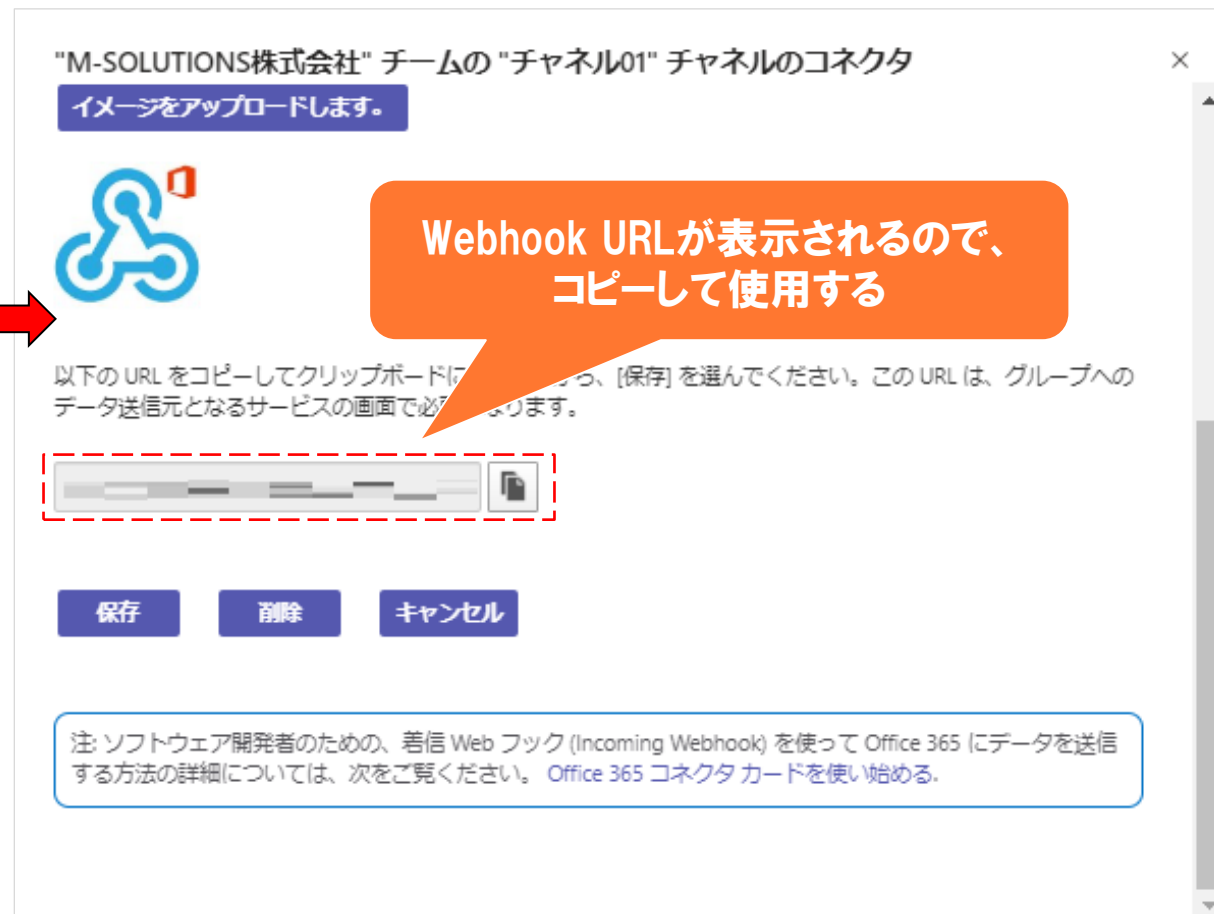 "M-SOLUTIONS株式会社" チームの "チャネル01" チャネルのコネクタ
イメージをアップロードします。
Webhook URLが表示されるので、
コピーして使用する
以下の URL をコピーしてクリップボードに ら、[保存] を選んでください。この URL は、グループへの
データ送信元となるサービスの画面で必 なります。
保存
削除
キャンセル
注: ソフトウェア開発者のための、着信 Web フック (Incoming Webhook) を使って Office 365 にデータを送信
する方法の詳細については、次をご覧ください。 Office 365 コネクタ カードを使い始める.